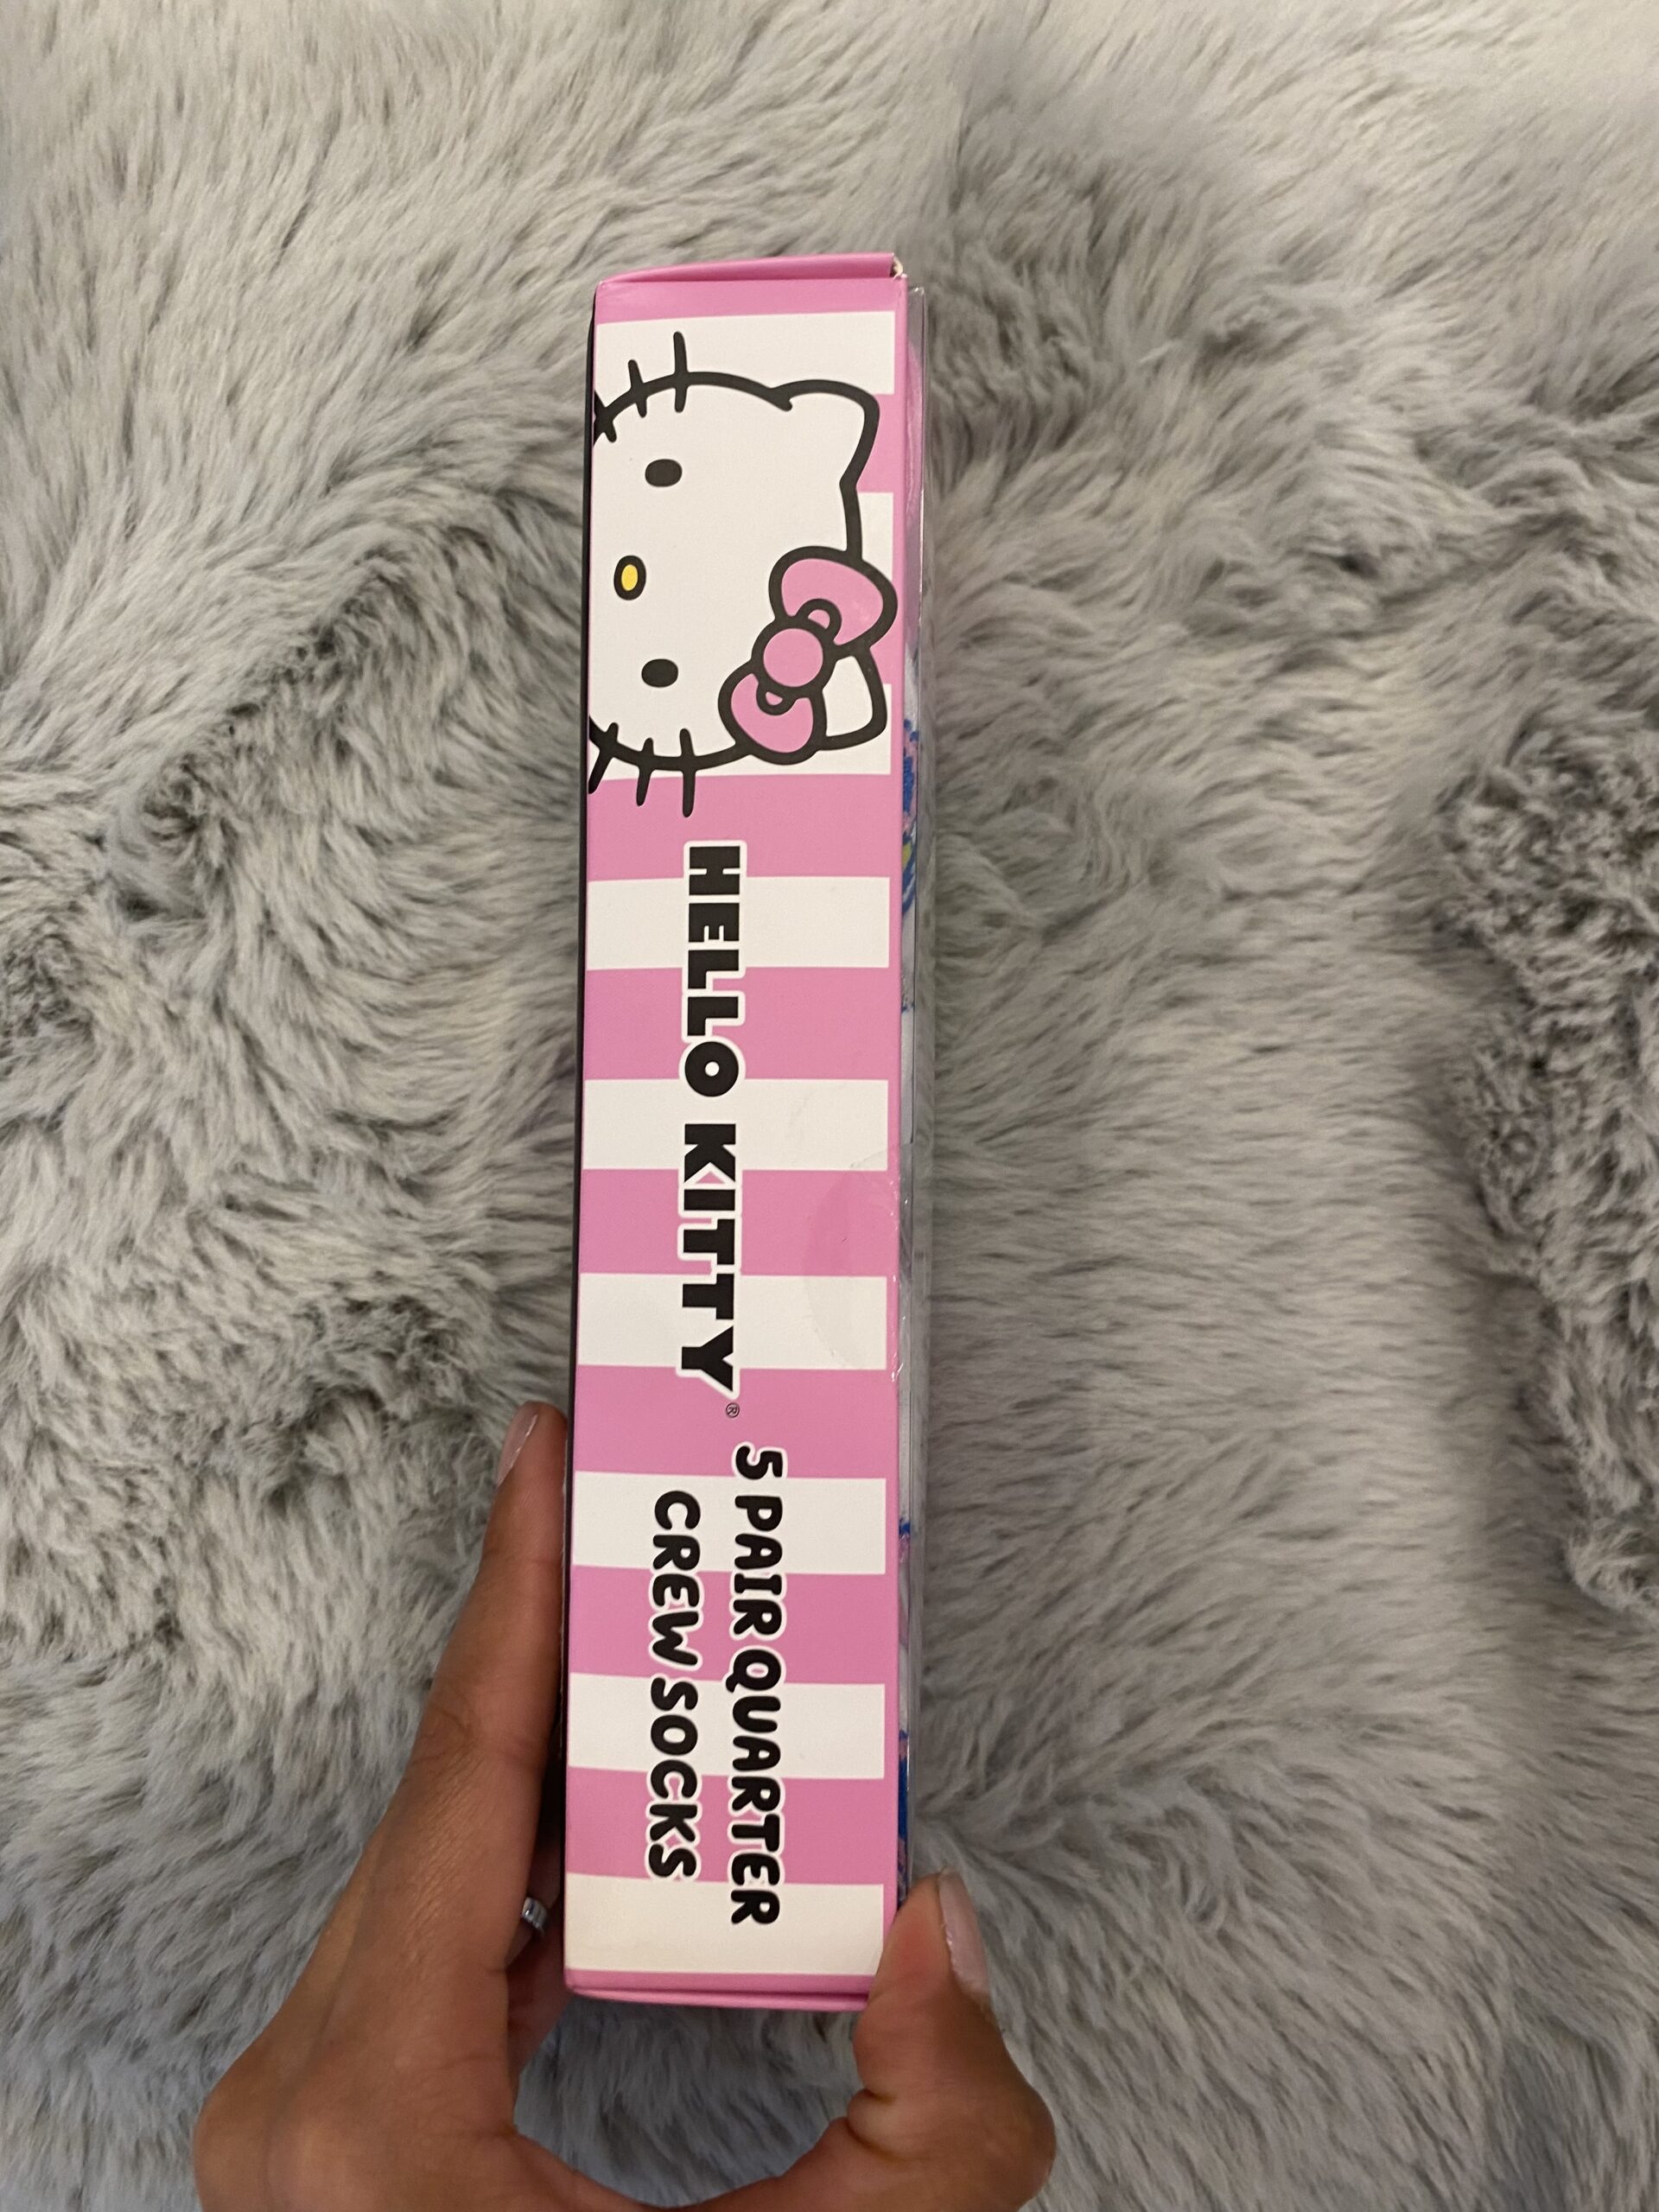 HELLO KITTY®
5 PAIR QUARTER
CREW SOCKS